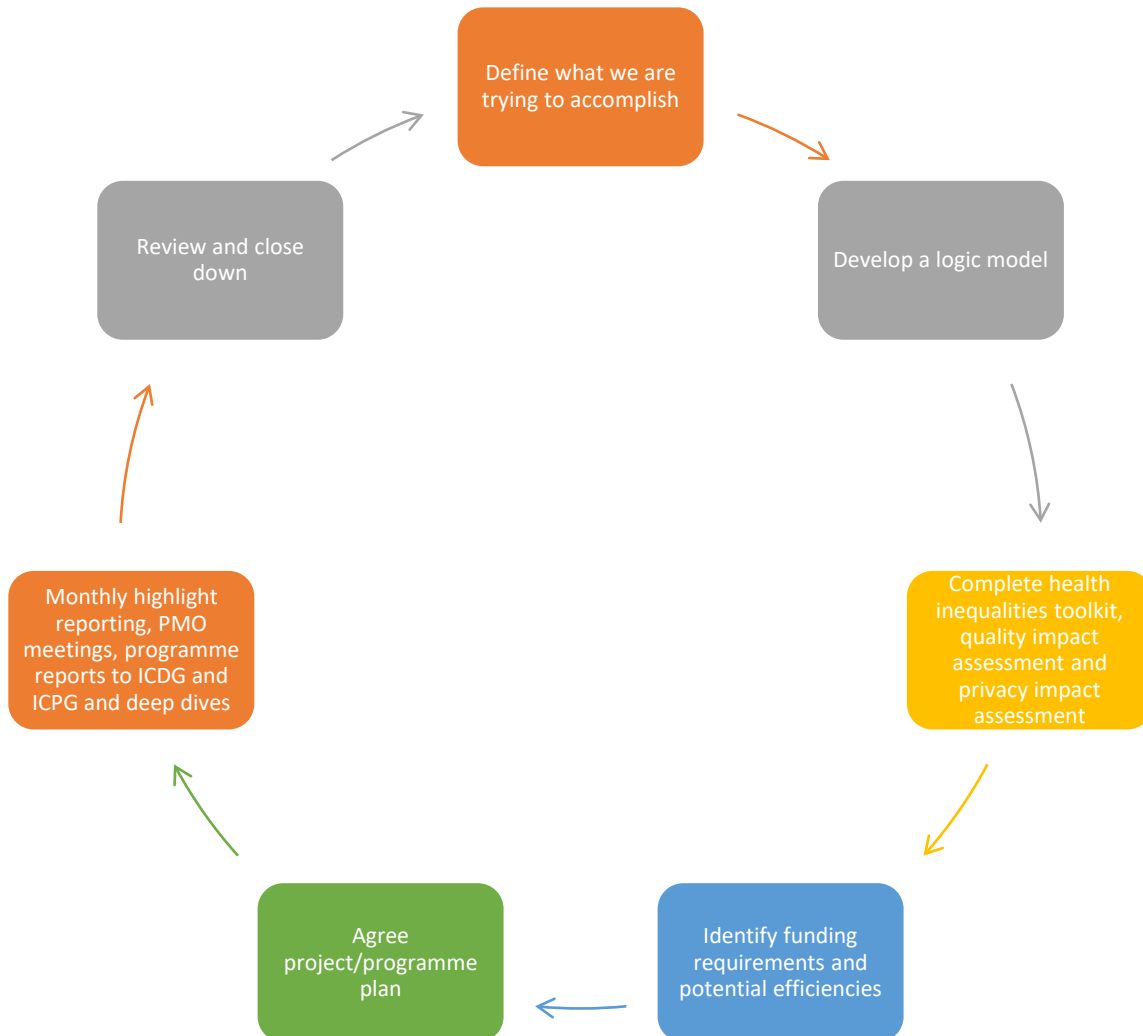 Define what we are
trying to accomplish
Develop a logic model
Complete health
inequalities toolkit,
quality impact
assessment and
privacy impact
assessment
Identify funding
requirements and
potential efficiencies
Agree
project/programme
plan
Monthly highlight
reporting, PMO
meetings, programme
reports to ICDG and
ICPG and deep dives
Review and close
down